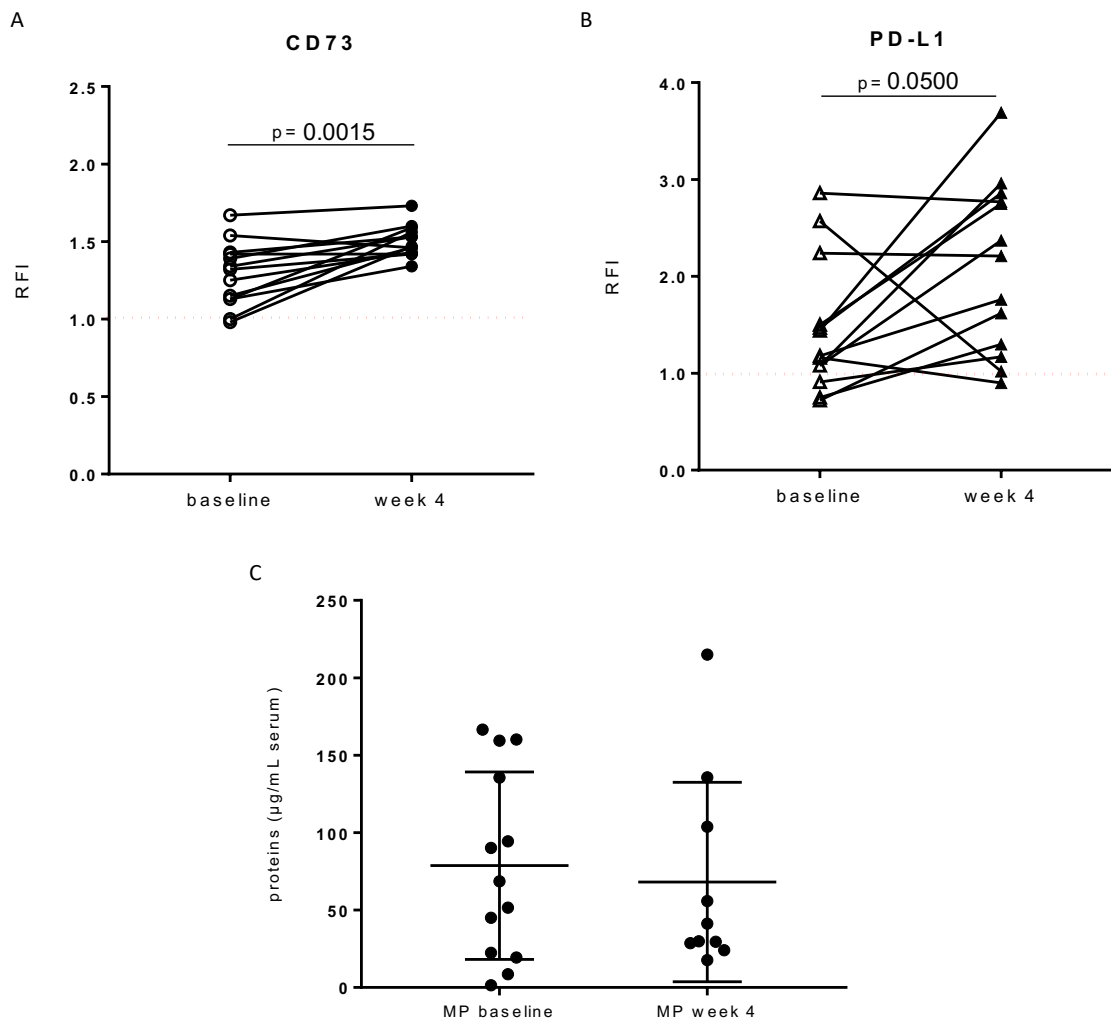 A
CD73
2.5
p = 0.0015
2.0
1.5
RFI
1.0
0.5
0.0
baseline week 4
B
PD-L1
4.0
p = 0.0500
3.0
2.0
RFI
1.0
0.0
baseline week 4
C
250
200
150
proteins (µg/mL serum)
100
50
0
MP baseline MP week 4